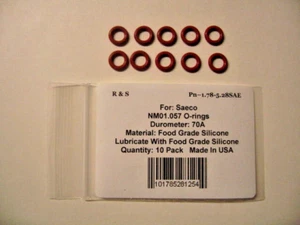 R & S Pn-1.78-5.28SAE
For: Saeco
NM01.057 O-rings
Durometer: 70A
Material: Food Grade Silicone
Lubricate With Food Grade Silicone
Quantity: 10 Pack Made In USA
101785281254